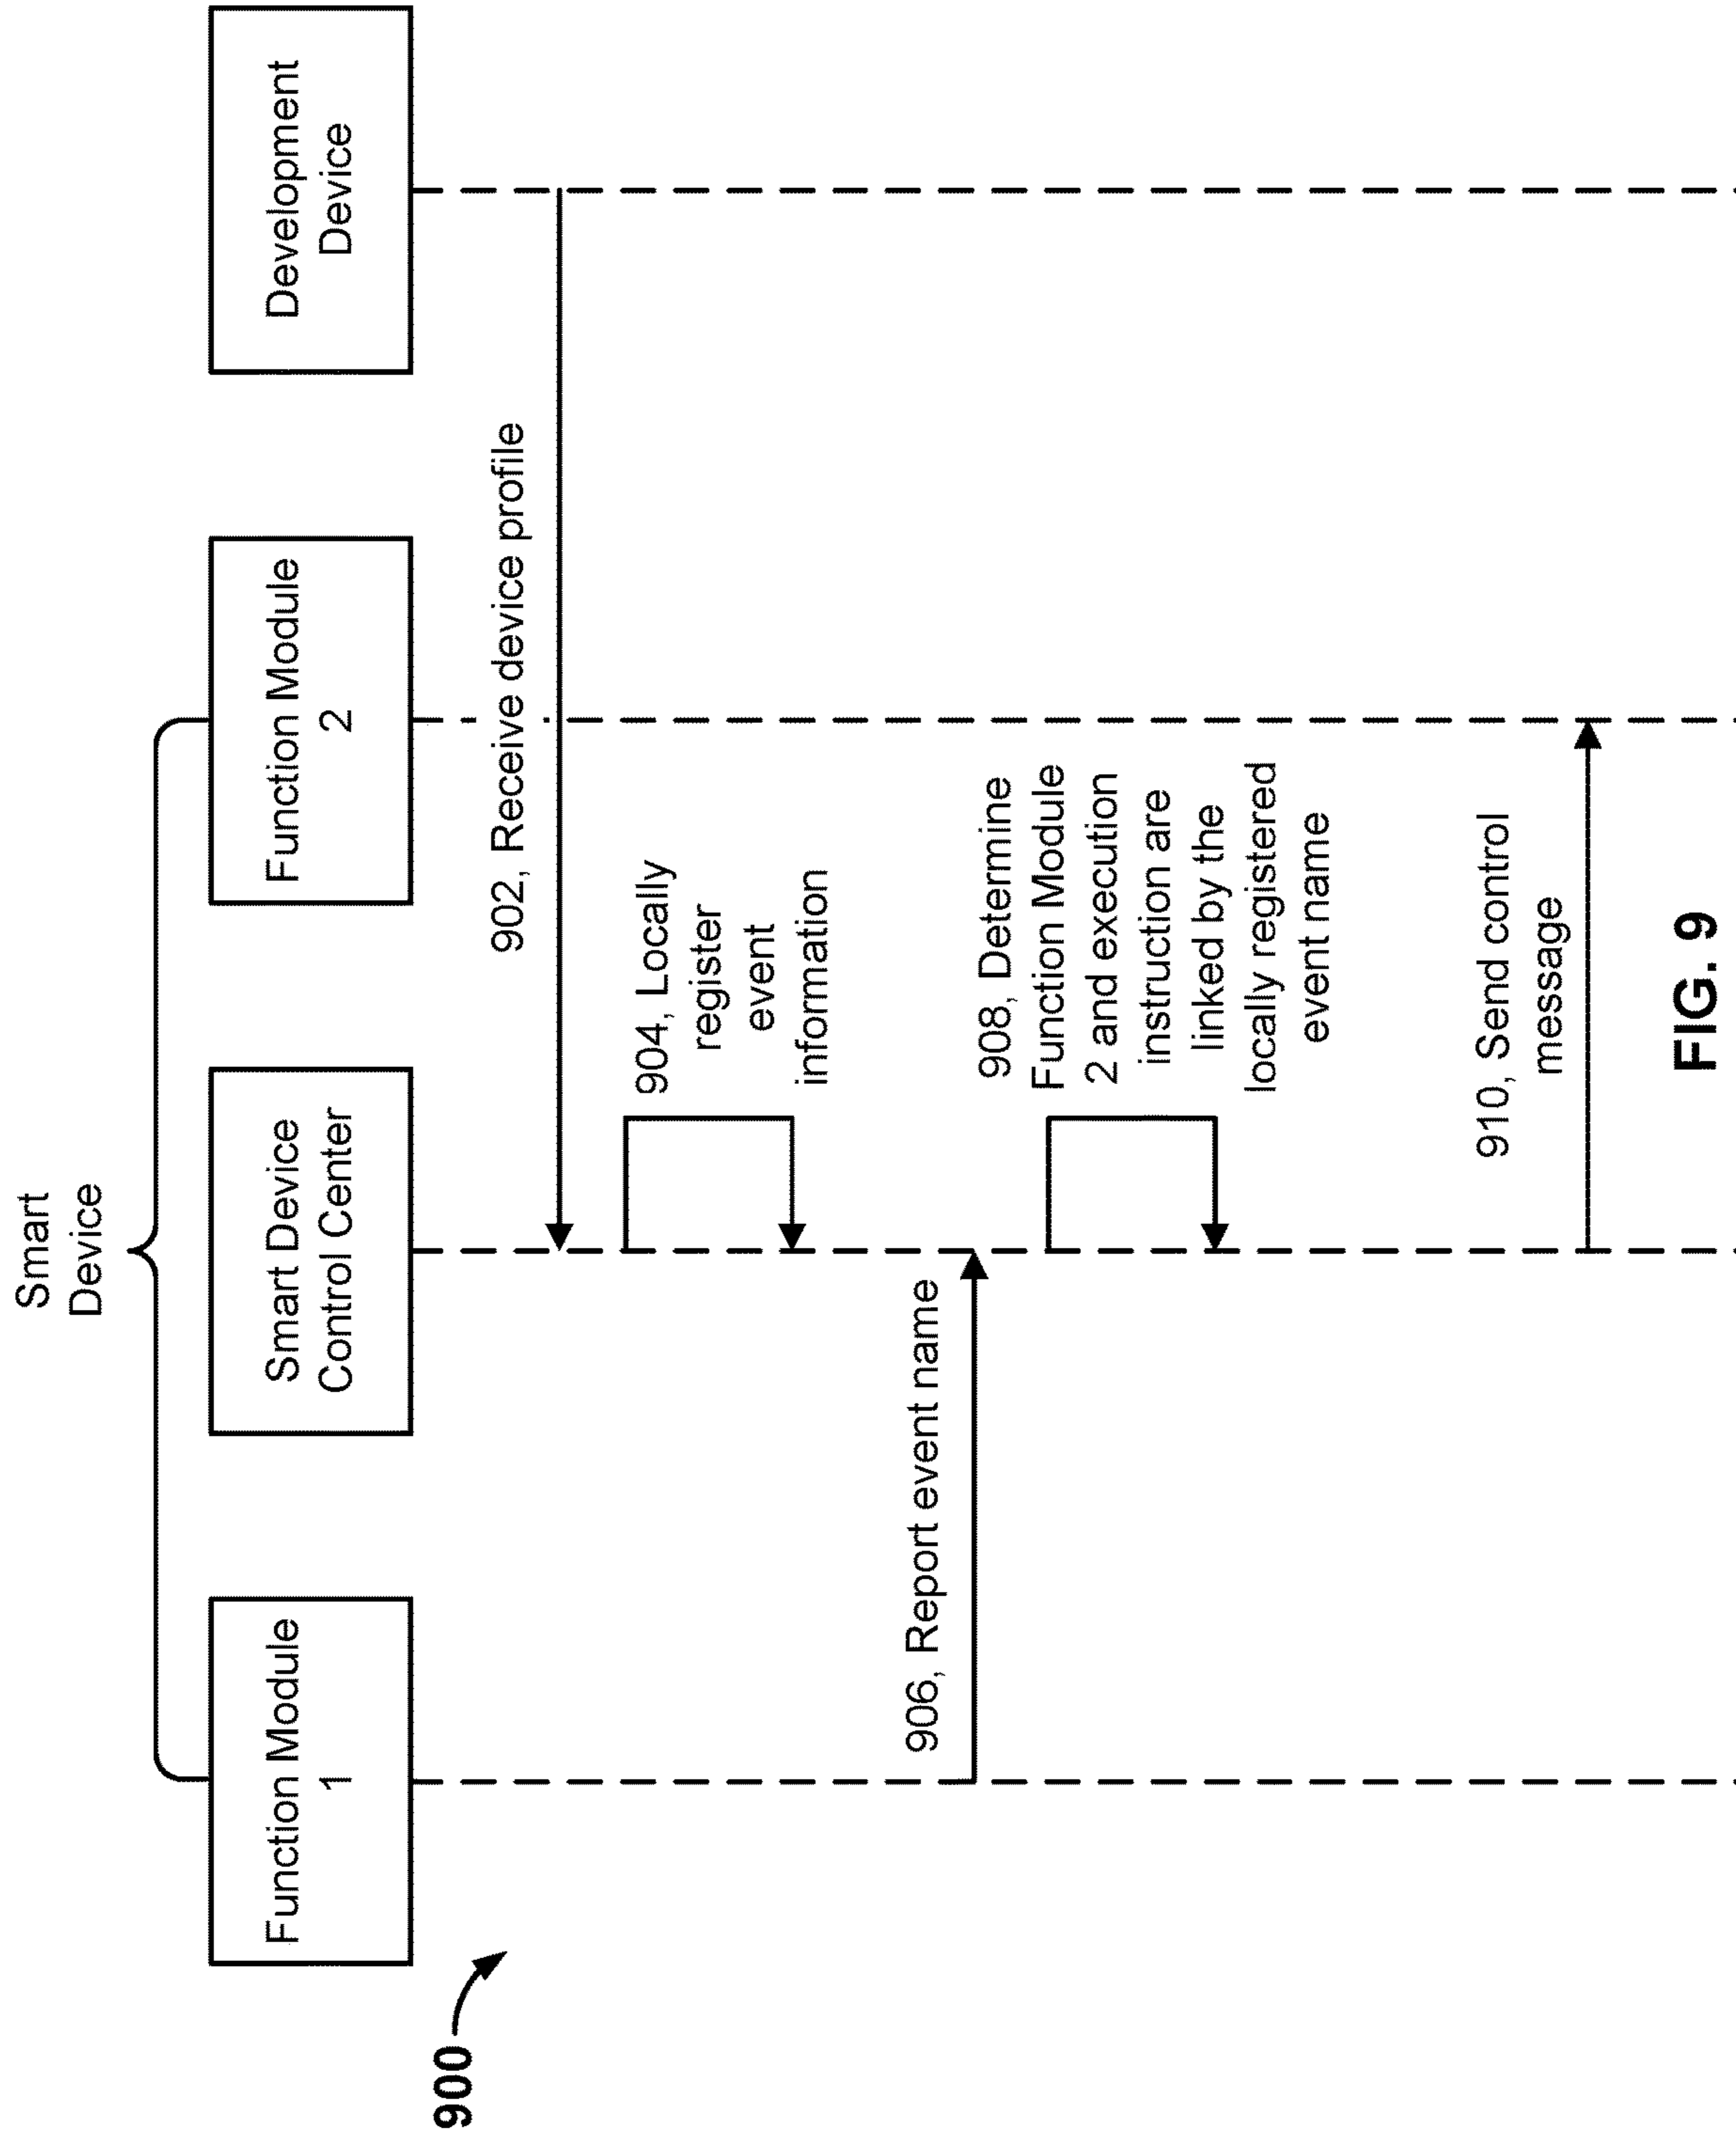 900
Smart
Device
Function Module
1
Smart Device
Control Center
Function Module
2
Development
Device
902, Receive device profile
904, Locally
register
event
information
906, Report event name
908, Determine
Function Module
2 and execution
instruction are
linked by the
locally registered
event name
910, Send control
message
FIG. 9